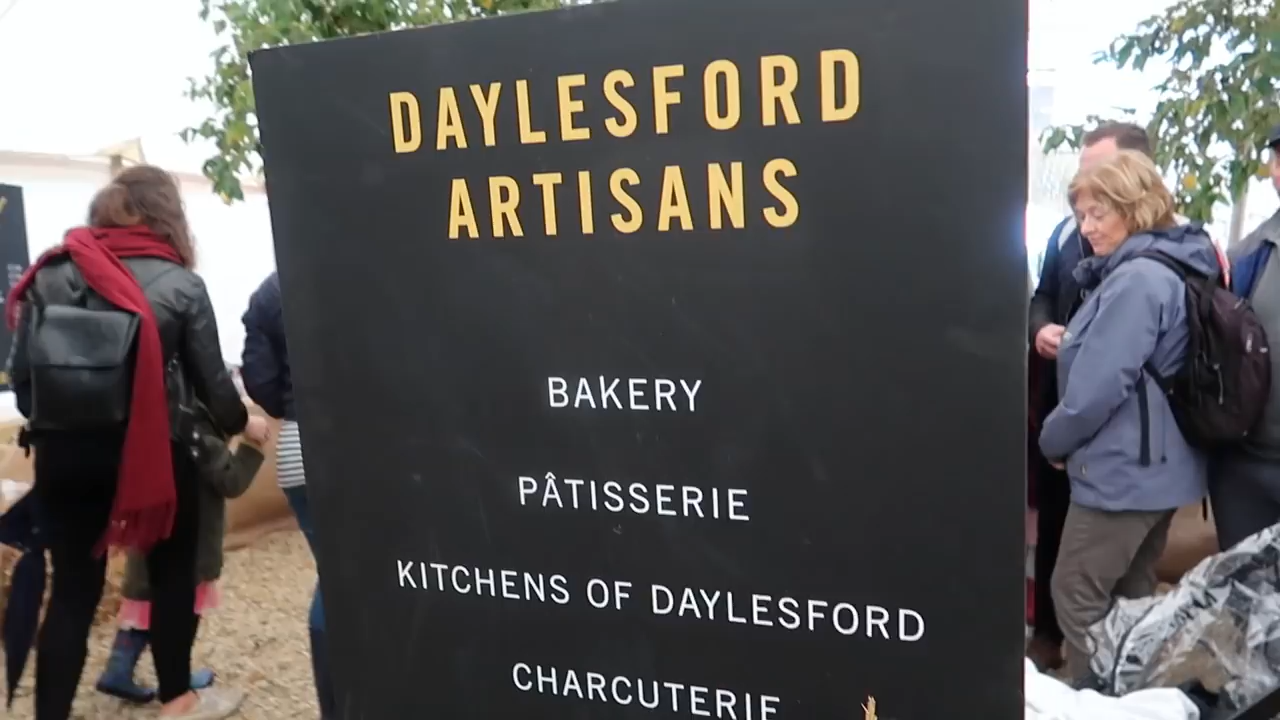 DAYLESFORD
ARTISANS
BAKERY
PÂTISSERIE
KITCHENS OF DAYLESFORD
CHARCUTERIE